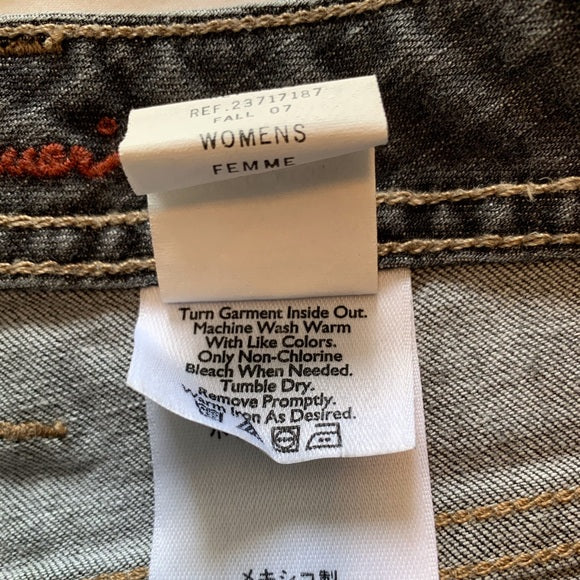 REF.23717187
FALL 07
WOMENS
FEMME
Turn Garment Inside Out.
Machine Wash Warm
With Like Colors.
Only Non-Chlorine
Bleach When Needed.
Tumble Dry.
Remove Promptly.
Warm Iron As Desired.
メキシコ製